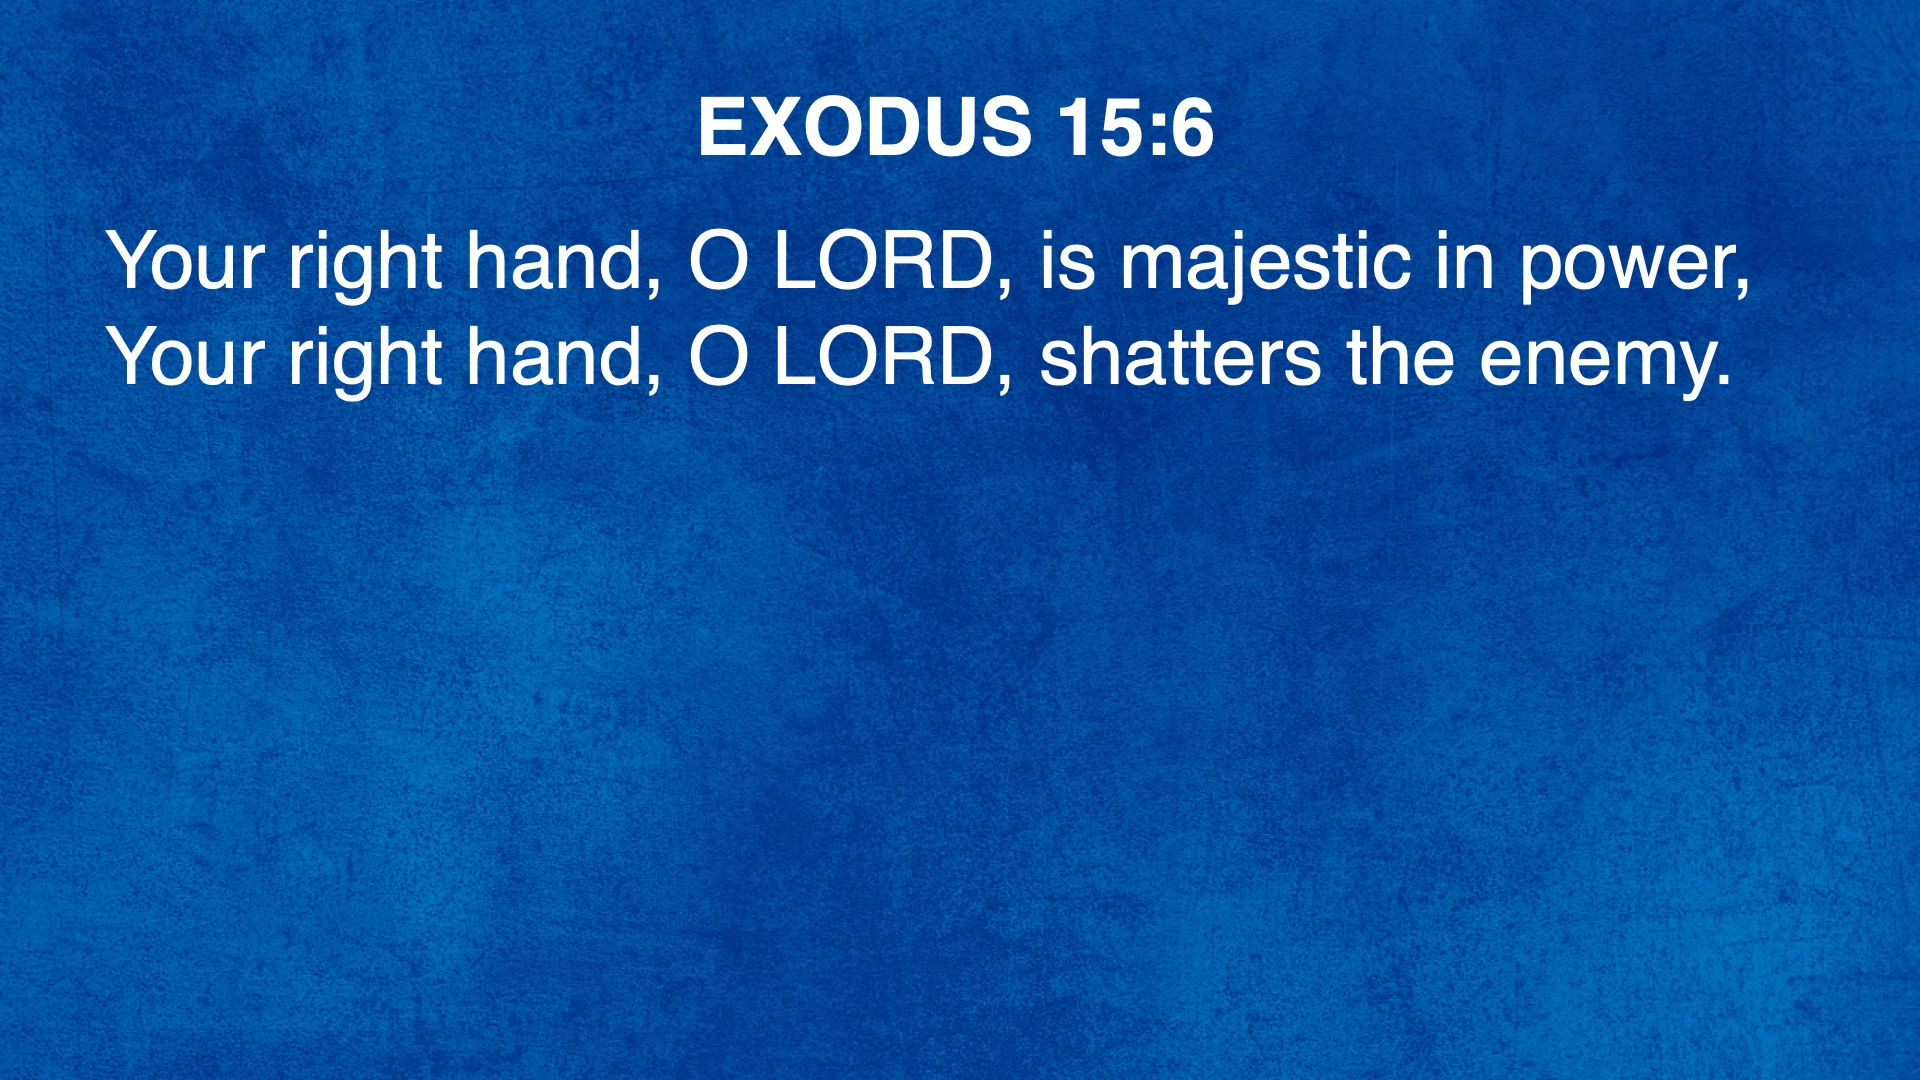 EXODUS 15:6
Your right hand, O LORD, is majestic in power,
Your right hand, O LORD, shatters the enemy.